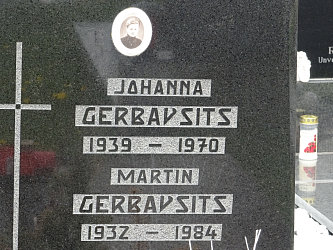 JOHANNA
GERBAVSITS
1939 – 1970
MARTIN
GERBAVSITS
1932 – 1984